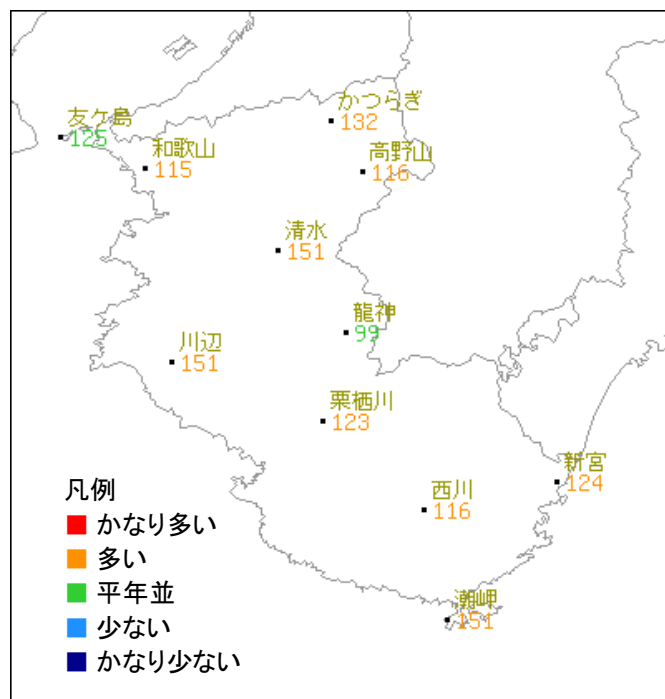 かつらぎ
132
友ケ島
125
和歌山
115
高野山
116
清水
151
龍神
99
川辺
151
栗栖川
123
新宮
124
西川
116
潮岬
151
凡例
かなり多い
多い
平年並
少ない
かなり少ない